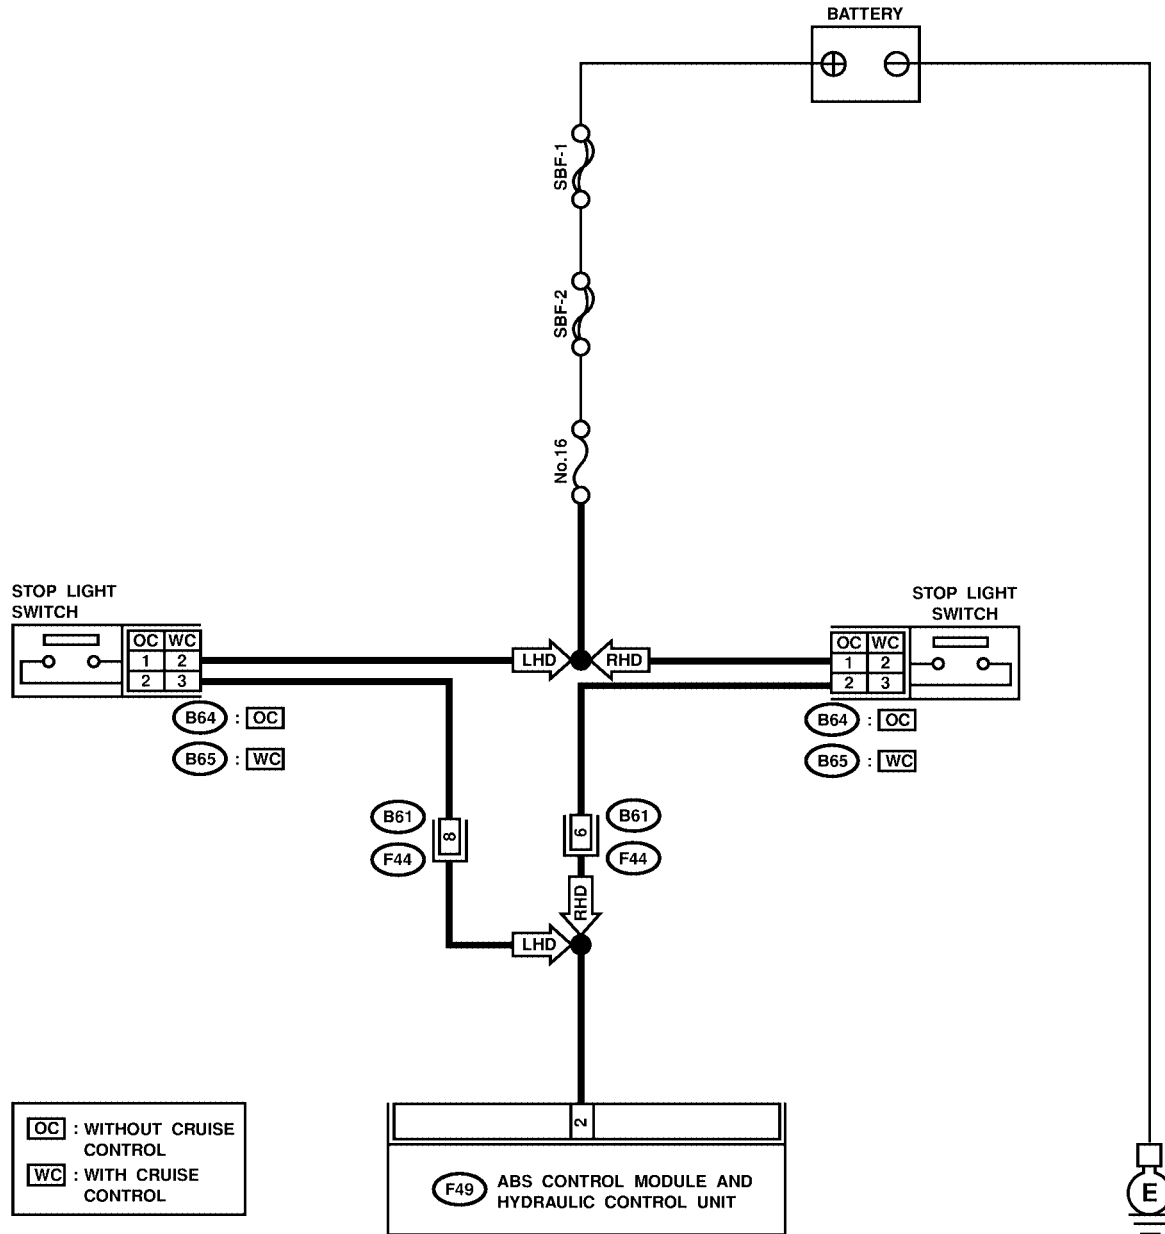 BATTERY
SBF-1
SBF-2
No.16
STOP LIGHT
SWITCH
OC WC
1 2
2 3
LHD
RHD
STOP LIGHT
SWITCH
OC WC
1 2
2 3
B64 : OC
B65 : WC
B64 : OC
B65 : WC
B61
8
F44
B61
6
F44
RHD
LHD
2
F49 ABS CONTROL MODULE AND
HYDRAULIC CONTROL UNIT
OC : WITHOUT CRUISE
CONTROL
WC : WITH CRUISE
CONTROL
E